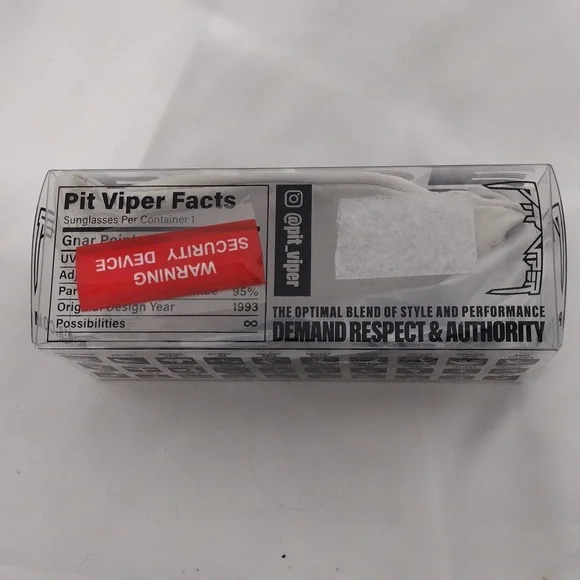 Pit Viper Facts
Sunglasses Per Container 1
Gnar
UV
95%
Design Year 1993
Possibilities ∞
WARNING
SECURITY DEVICE
@pit_viper
THE OPTIMAL BLEND OF STYLE AND PERFORMANCE
DEMAND RESPECT & AUTHORITY